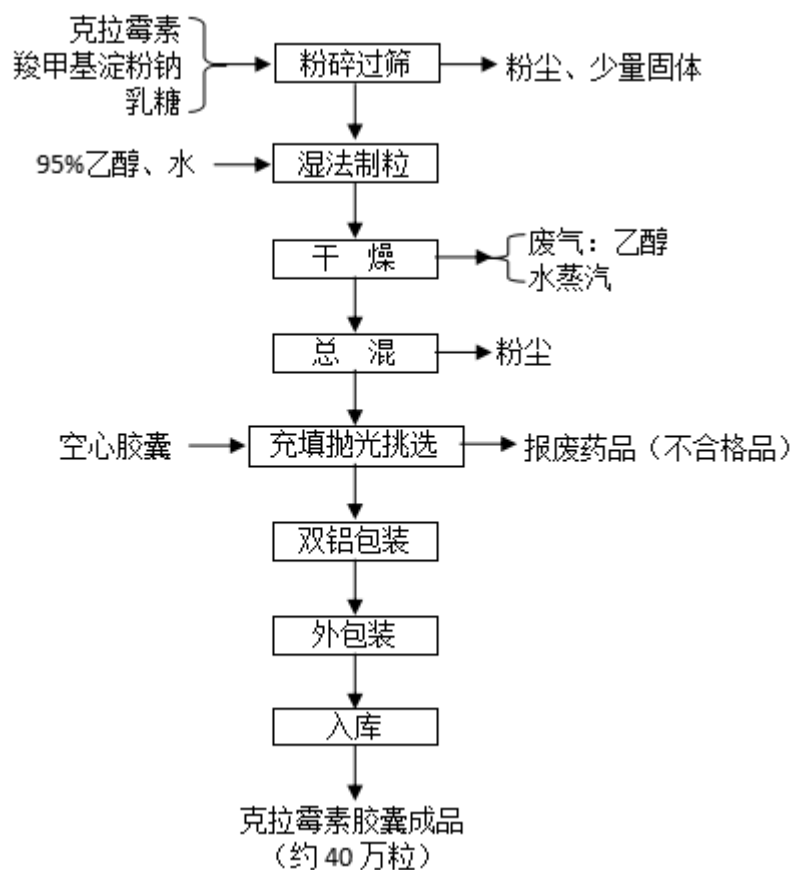 克拉霉素
羧甲基淀粉钠
乳糖
粉碎过筛
粉尘、少量固体
95%乙醇、水
湿法制粒
干 燥
废气：乙醇
水蒸汽
总 混
粉尘
空心胶囊
充填抛光挑选
报废药品（不合格品）
双铝包装
外包装
入库
克拉霉素胶囊成品
（约 40 万粒）